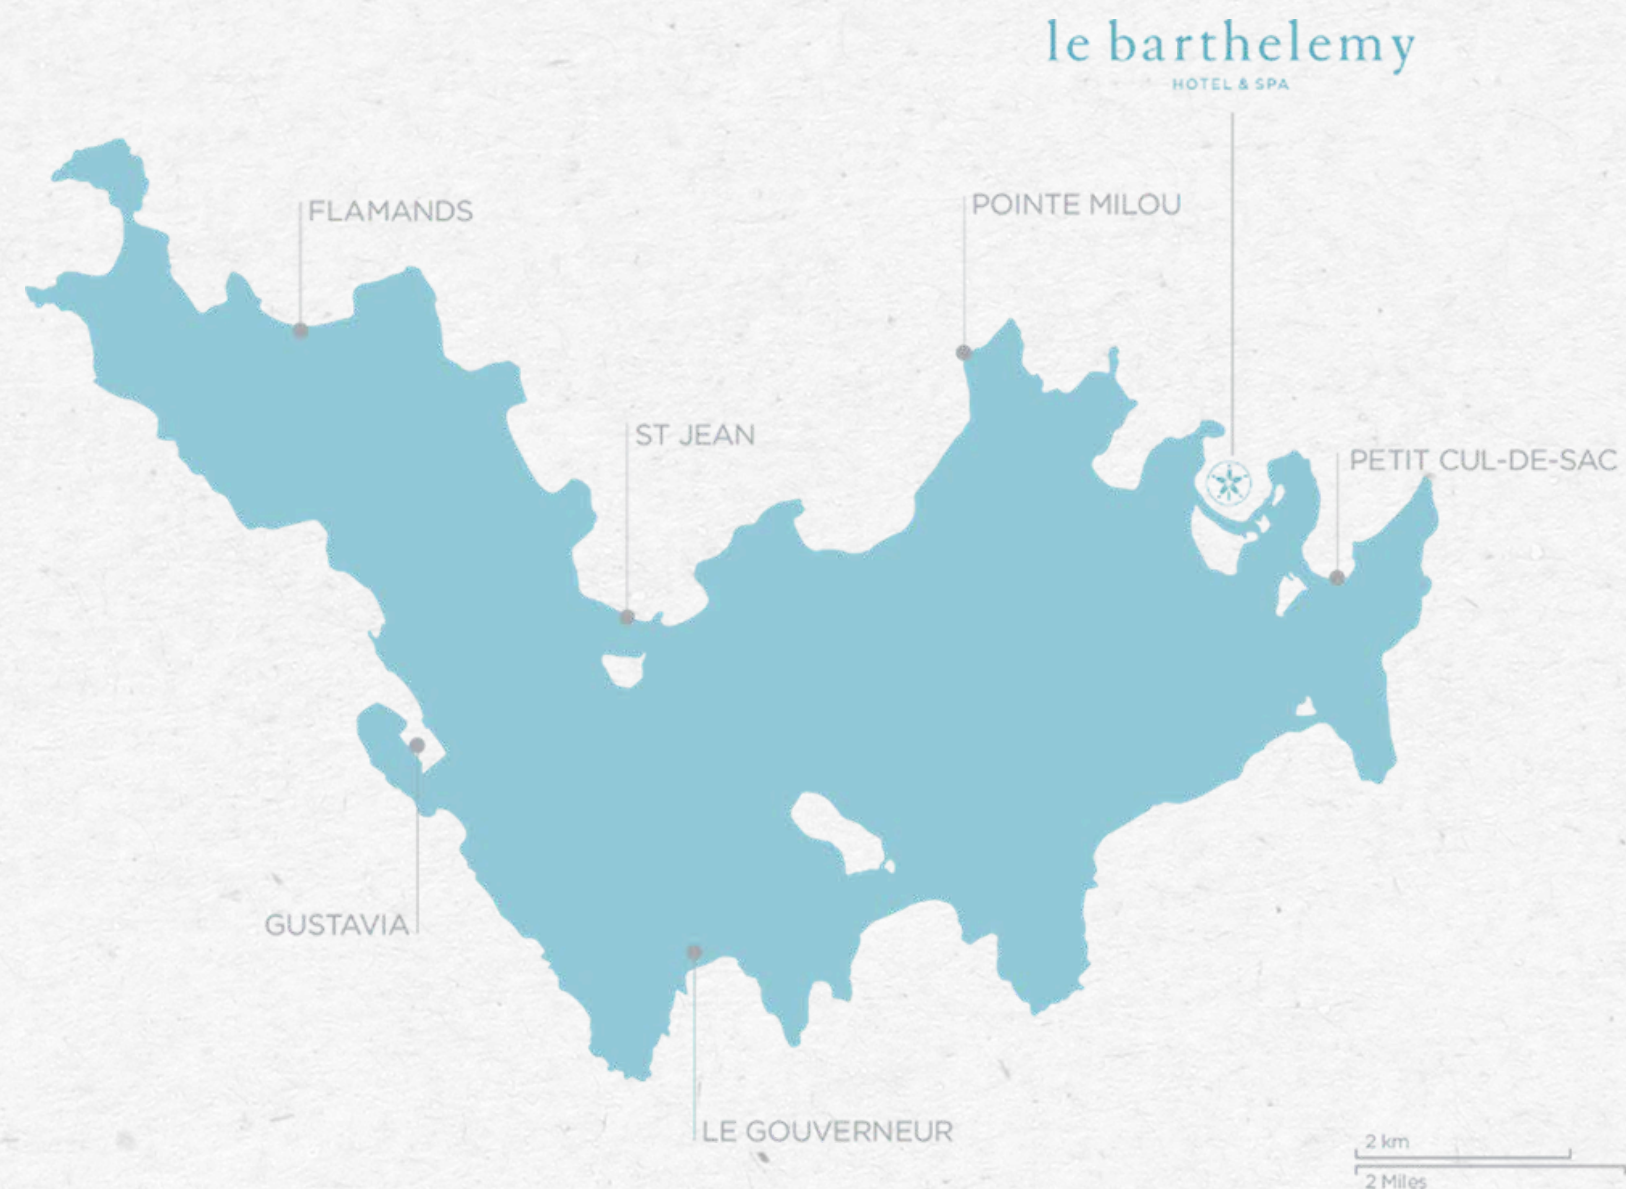 le barthelemy
HOTEL & SPA
FLAMANDS
POINTE MILOU
ST JEAN
PETIT CUL-DE-SAC
GUSTAVIA
LE GOUVERNEUR
2 km
2 Miles